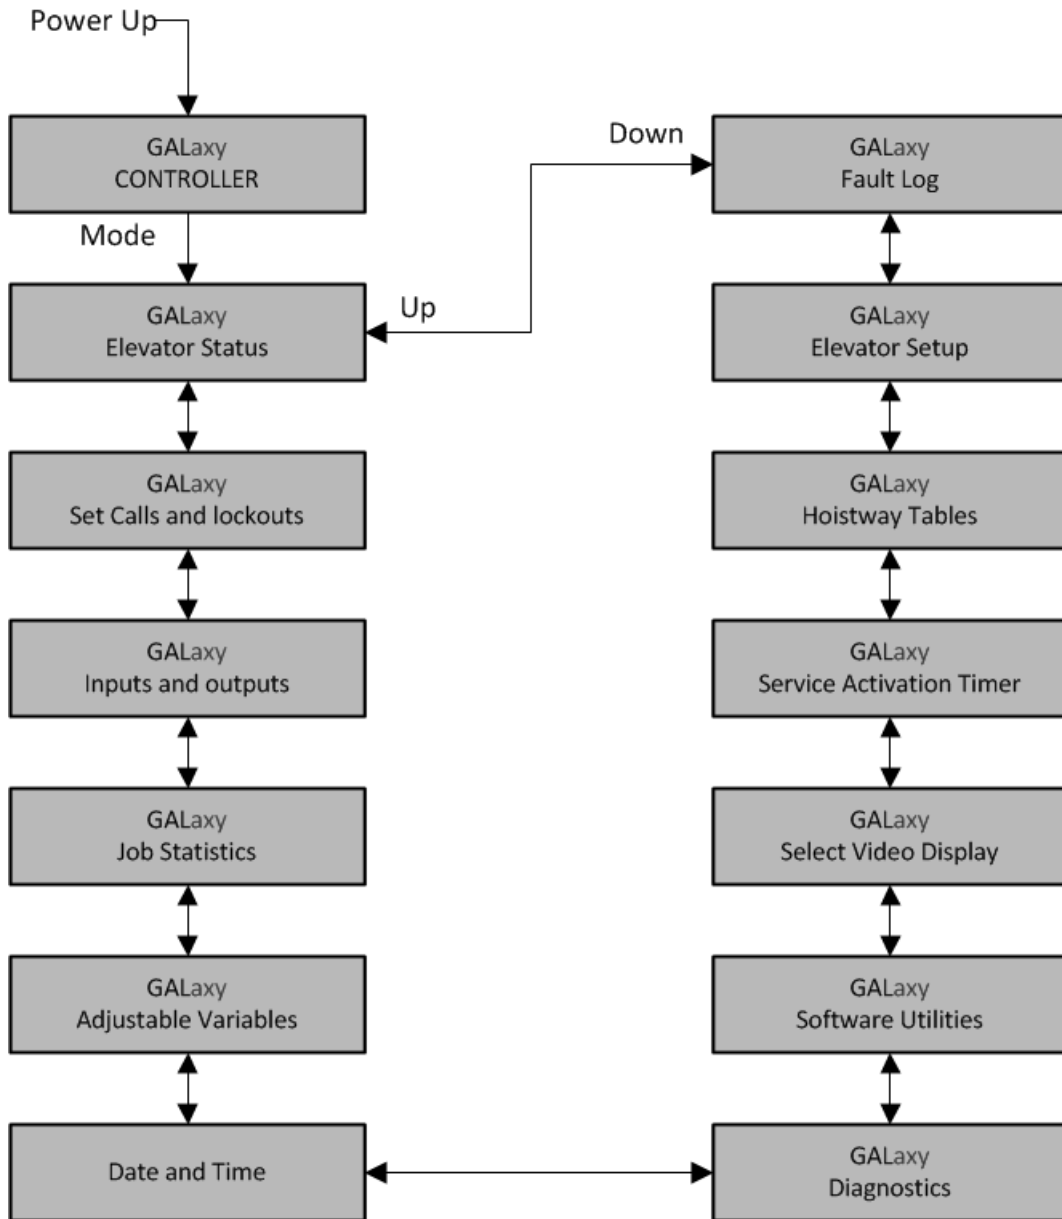 Power Up
GALaxy
CONTROLLER
Mode
GALaxy
Elevator Status
Up
GALaxy
Set Calls and lockouts
GALaxy
Inputs and outputs
GALaxy
Job Statistics
GALaxy
Adjustable Variables
Date and Time
Down
GALaxy
Fault Log
GALaxy
Elevator Setup
GALaxy
Hoistway Tables
GALaxy
Service Activation Timer
GALaxy
Select Video Display
GALaxy
Software Utilities
GALaxy
Diagnostics